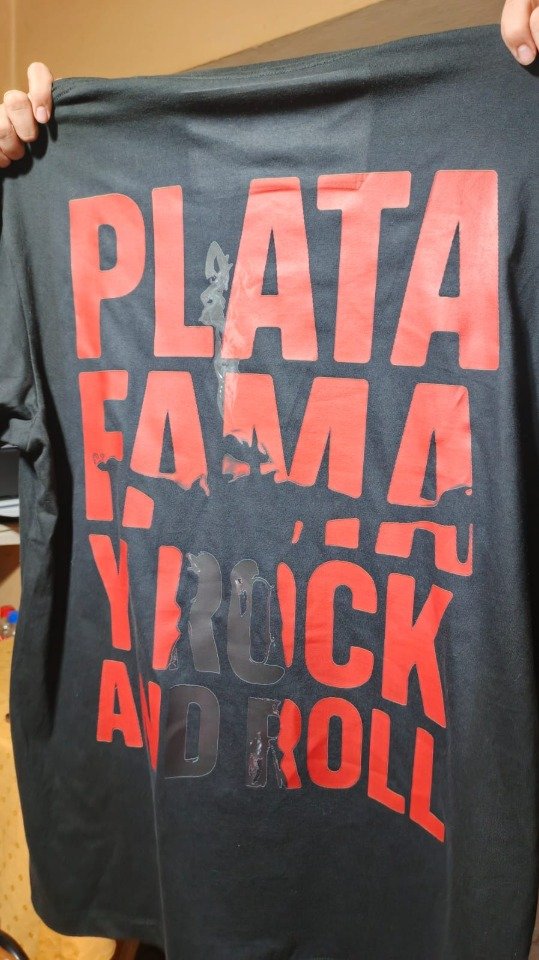 PLATA
FAMA
Y ROCK
AND ROLL